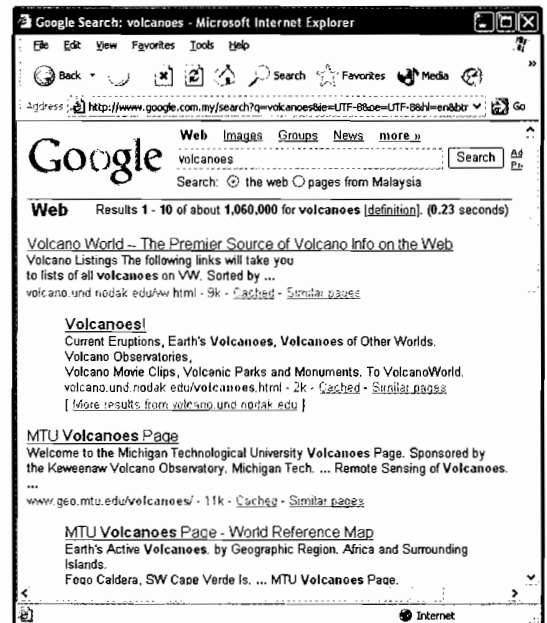 Google Search: volcanoes - Microsoft Internet Explorer
File Edit View Favorites Tools Help
Back Search Favorites Media
Address http://www.google.com.my/search?q=volcanoes&ie=UTF-8&oe=UTF-8&hl=en&btr Go
Web Images Groups News more »
Google
volcanoes Search Ad
Search: the web pages from Malaysia
Web Results 1 - 10 of about 1,060,000 for volcanoes [definition]. (0.23 seconds)
Volcano World -- The Premier Source of Volcano Info on the Web
Volcano Listings The following links will take you
to lists of all volcanoes on VW. Sorted by ...
volcano.und.nodak.edu/vw.html - 9k - Cached - Similar pages
Volcanoes!
Current Eruptions, Earth's Volcanoes, Volcanoes of Other Worlds.
Volcano Observatories,
Volcano Movie Clips, Volcanic Parks and Monuments. To VolcanoWorld.
volcano.und.nodak.edu/volcanoes.html - 2k - Cached - Similar pages
[ More results from volcano.und.nodak.edu ]
MTU Volcanoes Page
Welcome to the Michigan Technological University Volcanoes Page. Sponsored by
the Keweenaw Volcano Observatory, Michigan Tech. ... Remote Sensing of Volcanoes.
...
www.geo.mtu.edu/volcanoes/ - 11k - Cached - Similar pages
MTU Volcanoes Page - World Reference Map
Earth's Active Volcanoes, by Geographic Region. Africa and Surrounding
Islands.
Fogo Caldera, SW Cape Verde Is. ... MTU Volcanoes Page.
Internet